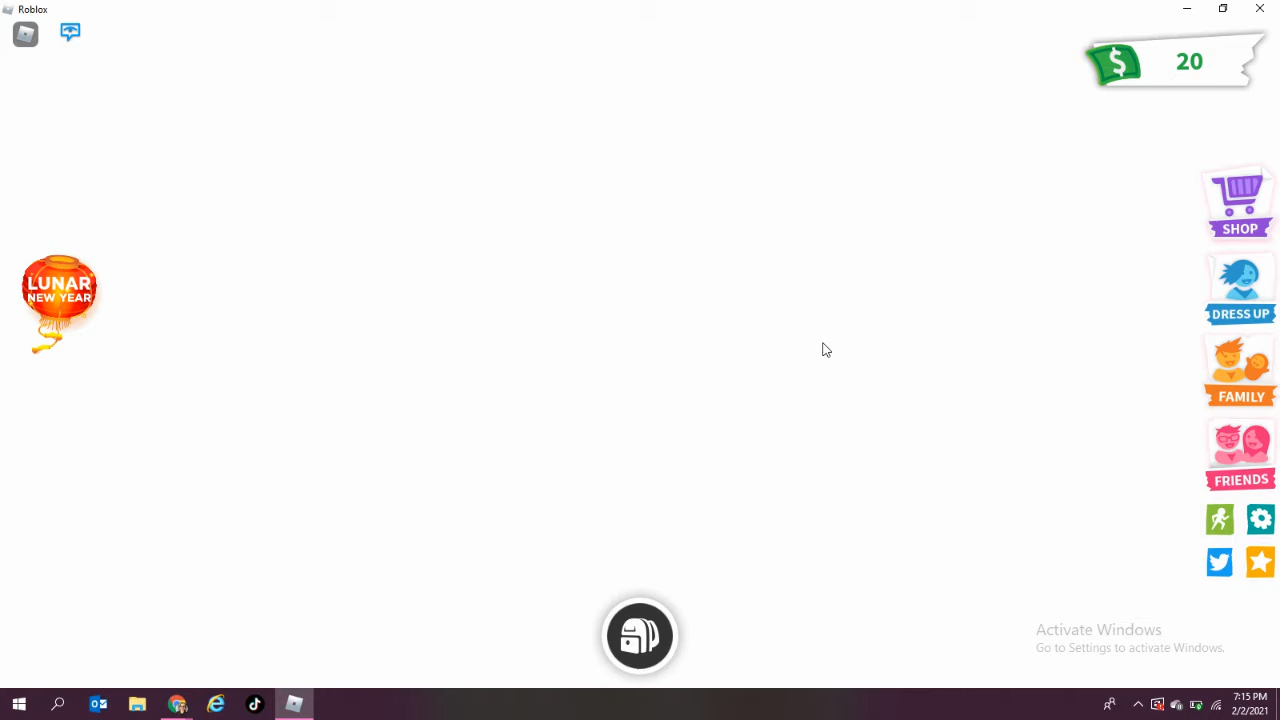 Roblox
$ 20
SHOP
LUNAR
NEW YEAR
DRESS UP
FAMILY
FRIENDS
Activate Windows
Go to Settings to activate Windows.
7:15 PM
2/2/2021